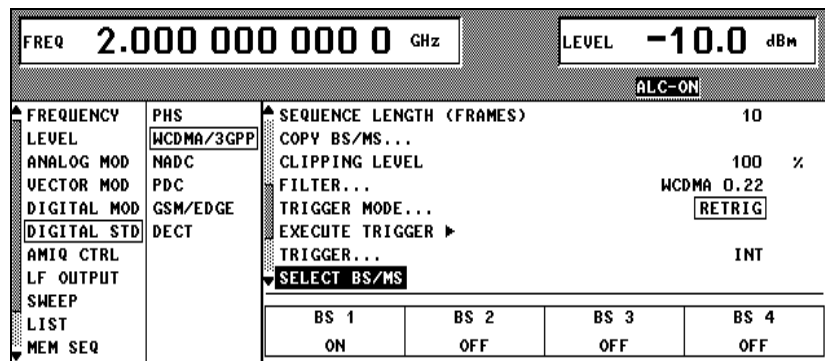 FREQ 2.000 000 000 0 GHz
LEVEL -10.0 dBm
ALC-ON
FREQUENCY
LEVEL
ANALOG MOD
VECTOR MOD
DIGITAL MOD
DIGITAL STD
AMIQ CTRL
LF OUTPUT
SWEEP
LIST
MEM SEQ
PHS
WCDMA/3GPP
NADC
PDC
GSM/EDGE
DECT
SEQUENCE LENGTH (FRAMES) 10
COPY BS/MS...
CLIPPING LEVEL 100 %
FILTER... WCDMA 0.22
TRIGGER MODE... RETRIG
EXECUTE TRIGGER ▶
TRIGGER... INT
SELECT BS/MS
BS 1 BS 2 BS 3 BS 4
ON OFF OFF OFF